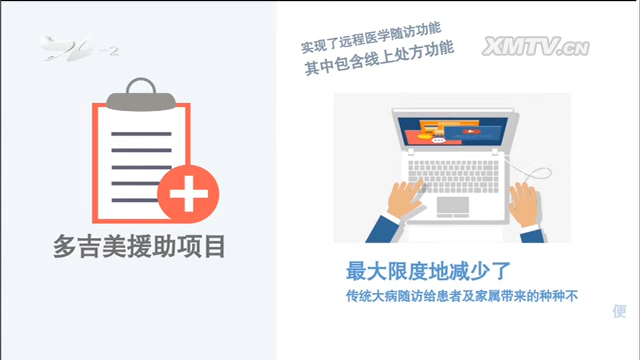 -2
XMTV.CN
实现了远程医学随访功能
其中包含线上处方功能
多吉美援助项目
最大限度地减少了
传统大病随访给患者及家属带来的种种不
便